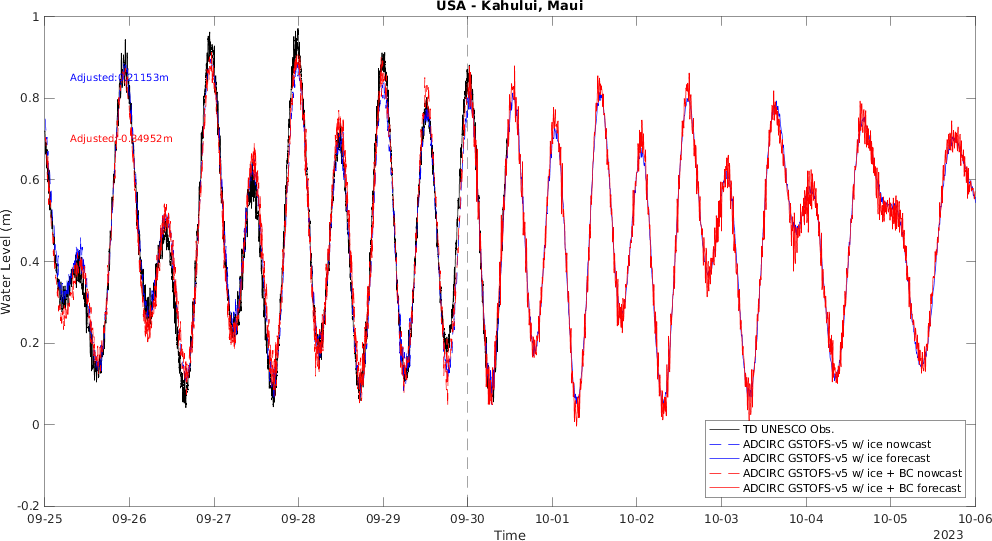 USA - Kahului, Maui
Water Level (m)
1
0.8
0.6
0.4
0.2
0
-0.2
Adjusted: 0.21153m
Adjusted:-0.34952m
TD UNESCO Obs.
ADCIRC GSTOFS-v5 w/ ice nowcast
ADCIRC GSTOFS-v5 w/ ice forecast
ADCIRC GSTOFS-v5 w/ ice + BC nowcast
ADCIRC GSTOFS-v5 w/ ice + BC forecast
09-25 09-26 09-27 09-28 09-29 09-30 10-01 10-02 10-03 10-04 10-05 10-06
Time
2023